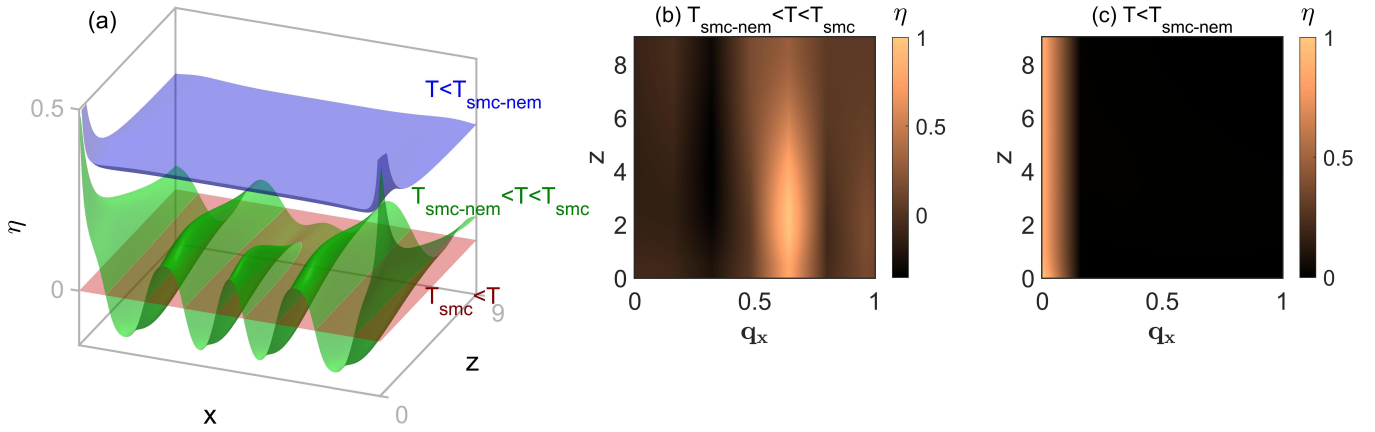 (a)
T<T_smc-nem
0.5
T_smc-nem<T<T_smc
η
0
T_smc<T
9
z
x
0
(b) T_smc-nem<T<T_smc η
8
6
4
2
0
z
0 0.5 1
q_x
1
0.5
0
(c) T<T_smc-nem η
8
6
4
2
0
z
0 0.5 1
q_x
1
0.5
0